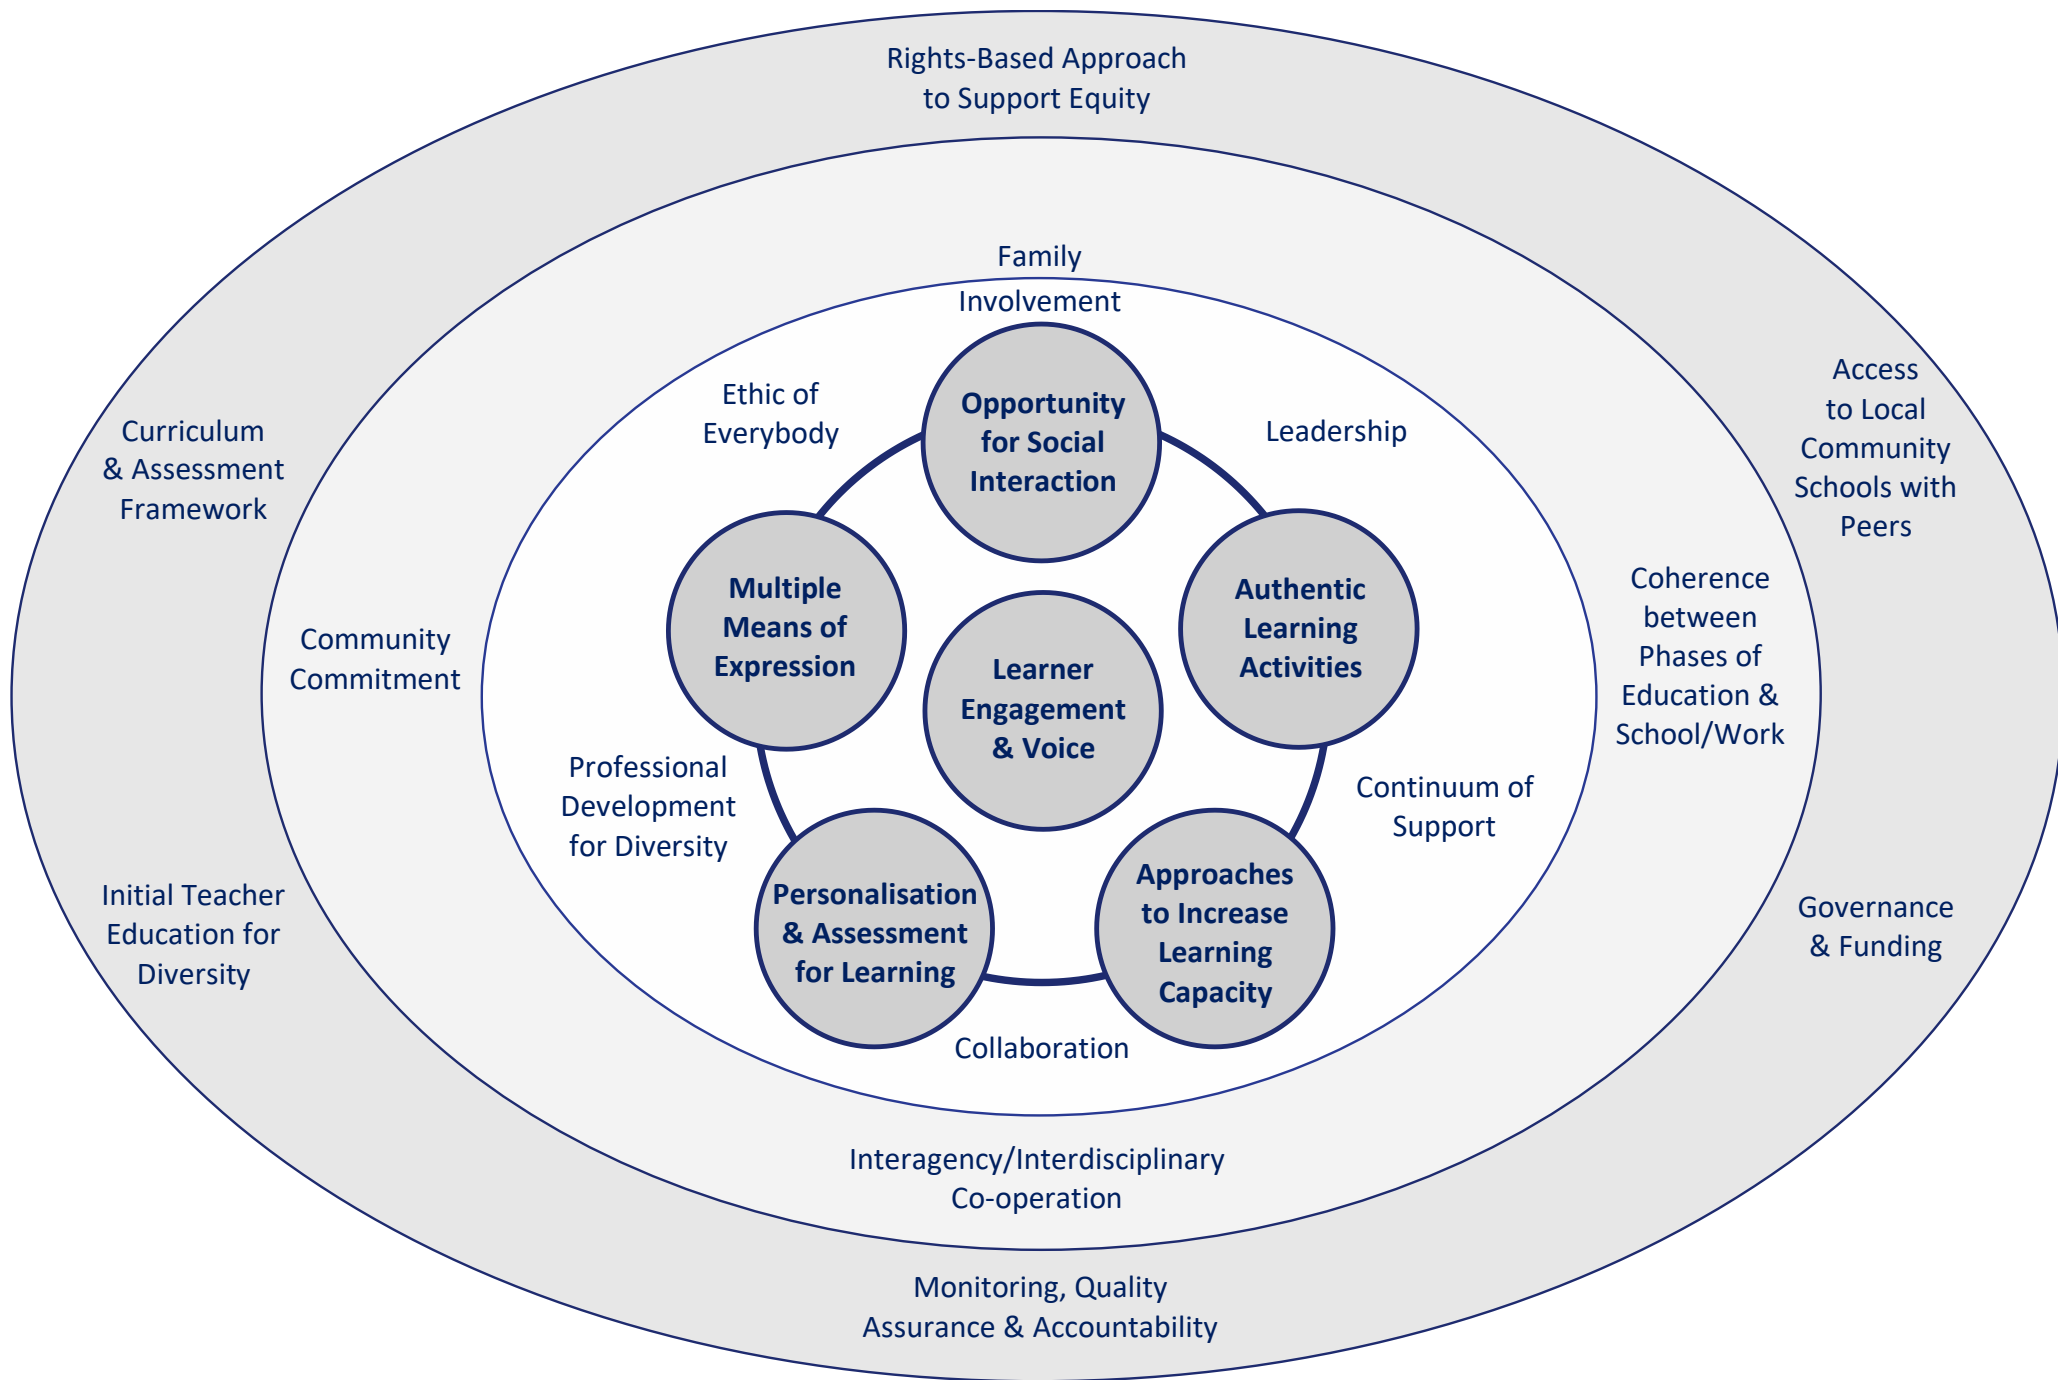 Rights-Based Approach
to Support Equity
Family
Involvement
Ethic of
Everybody
Leadership
Opportunity
for Social
Interaction
Curriculum
& Assessment
Framework
Access
to Local
Community
Schools with
Peers
Multiple
Means of
Expression
Authentic
Learning
Activities
Learner
Engagement
& Voice
Community
Commitment
Coherence
between
Phases of
Education &
School/Work
Professional
Development
for Diversity
Continuum of
Support
Personalisation
& Assessment
for Learning
Approaches
to Increase
Learning
Capacity
Initial Teacher
Education for
Diversity
Governance
& Funding
Collaboration
Interagency/Interdisciplinary
Co-operation
Monitoring, Quality
Assurance & Accountability